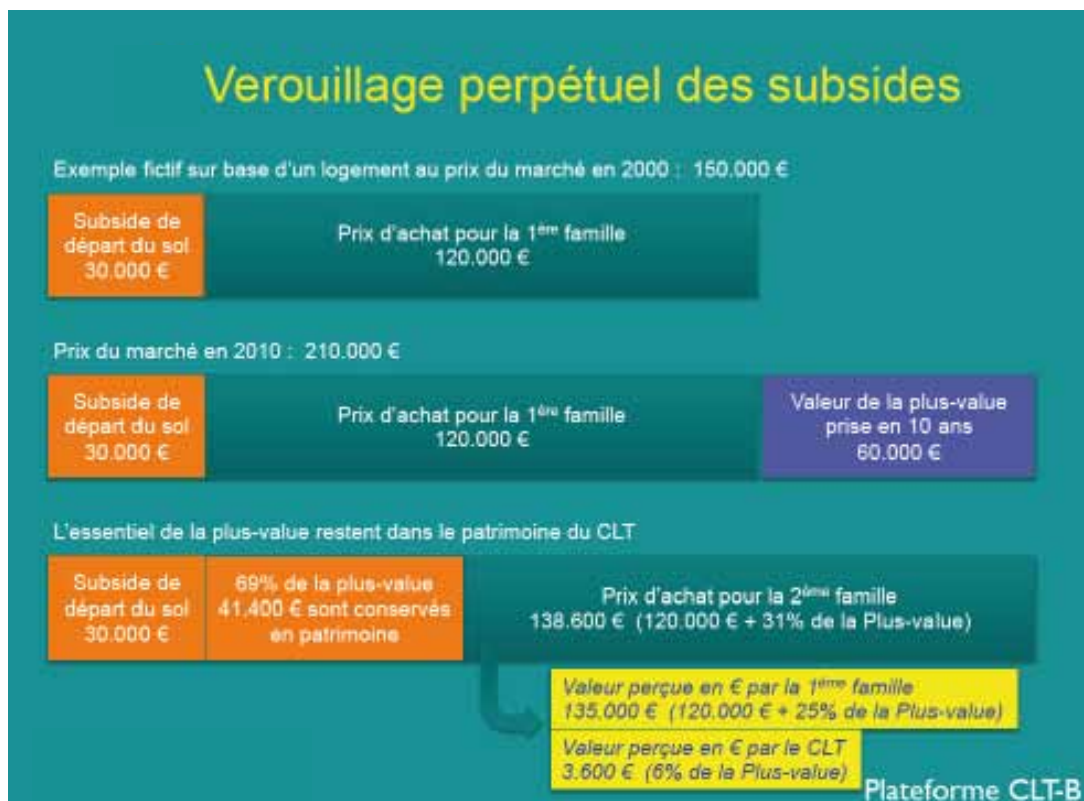 Verouillage perpétuel des subsides
Exemple fictif sur base d'un logement au prix du marché en 2000 : 150.000 €
Subside de
départ du sol
30.000 €
Prix d'achat pour la 1ère famille
120.000 €
Prix du marché en 2010 : 210.000 €
Subside de
départ du sol
30.000 €
Prix d'achat pour la 1ère famille
120.000 €
Valeur de la plus-value
prise en 10 ans
60.000 €
L'essentiel de la plus-value restent dans le patrimoine du CLT
Subside de
départ du sol
30.000 €
69% de la plus-value
41.400 € sont conservés
en patrimoine
Prix d'achat pour la 2ème famille
138.600 € (120.000 € + 31% de la Plus-value)
Valeur perçue en € par la 1ème famille
135.000 € (120.000 € + 25% de la Plus-value)
Valeur perçue en € par le CLT
3.600 € (6% de la Plus-value)
Plateforme CLT-B